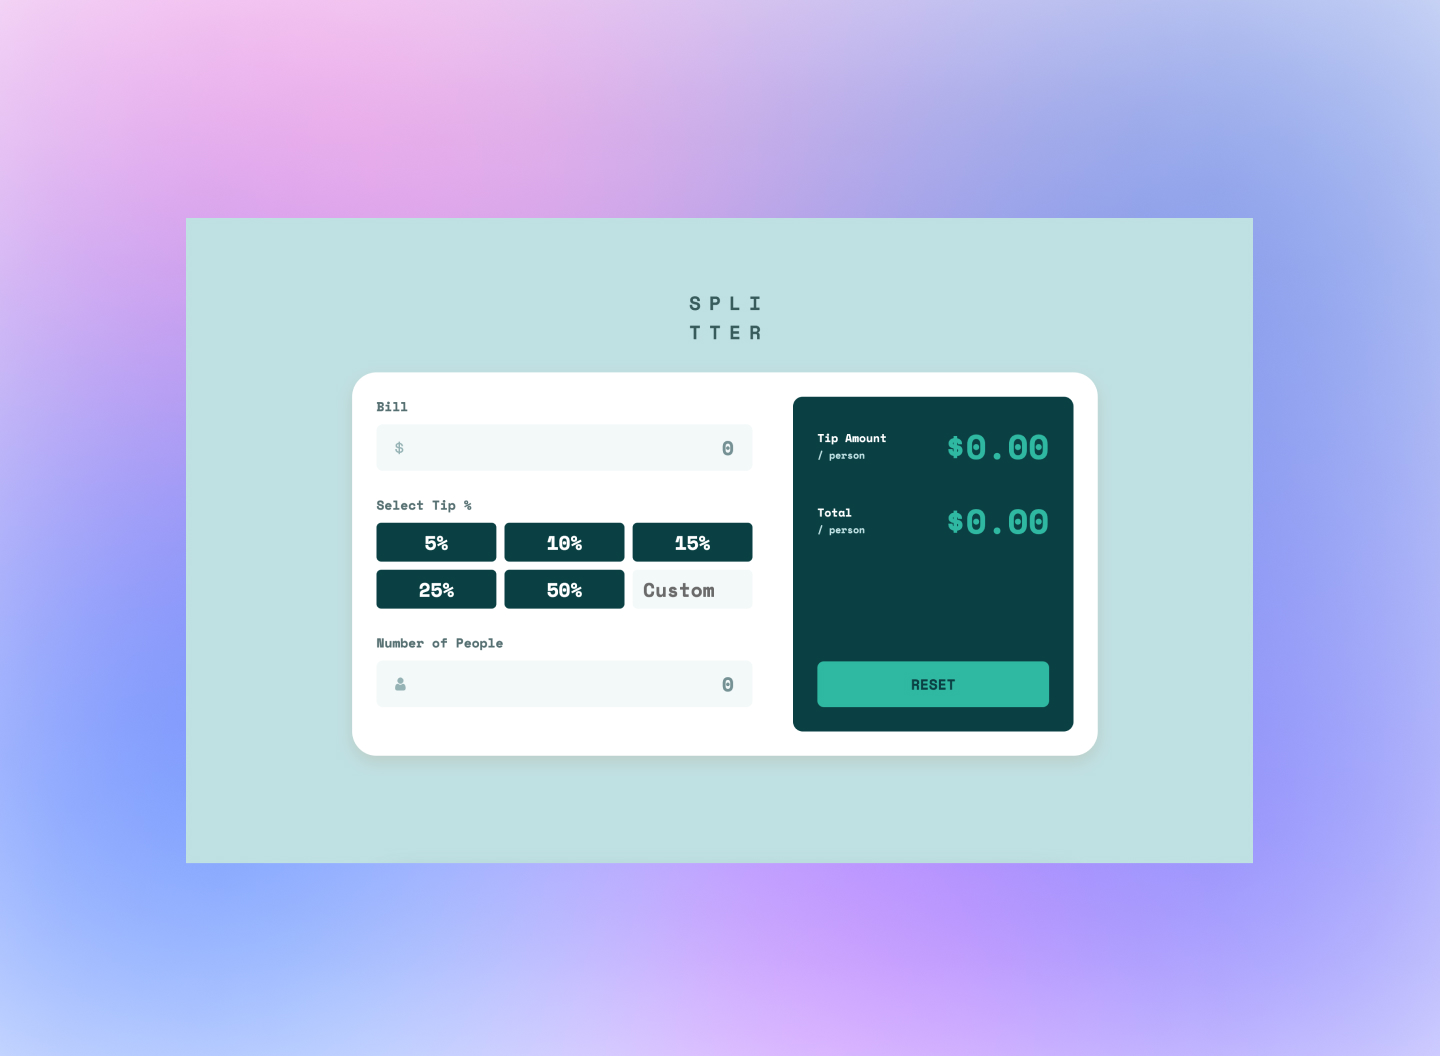 SPLI
TTER
Bill
$ 0
Select Tip %
5% 10% 15%
25% 50% Custom
Number of People
0
Tip Amount
/ person
$0.00
Total
/ person
$0.00
RESET